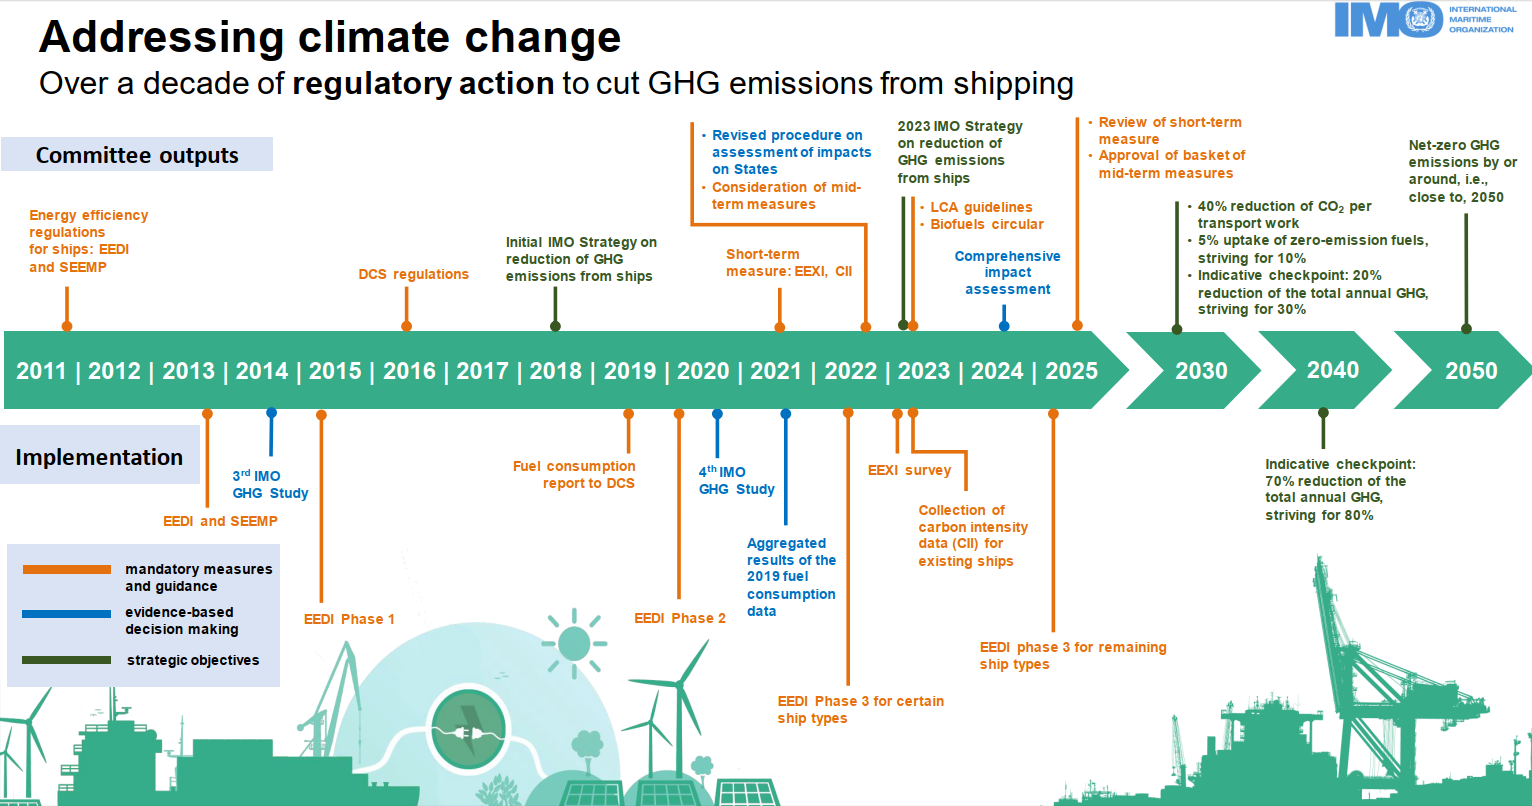 Addressing climate change
Over a decade of regulatory action to cut GHG emissions from shipping
IMO
INTERNATIONAL
MARITIME
ORGANIZATION
Committee outputs
Energy efficiency
regulations
for ships: EEDI
and SEEMP
DCS regulations
Initial IMO Strategy on
reduction of GHG
emissions from ships
• Revised procedure on
assessment of impacts
on States
• Consideration of mid-
term measures
Short-term
measure: EEXI, CII
2023 IMO Strategy
on reduction of
GHG emissions
from ships
• LCA guidelines
• Biofuels circular
Comprehensive
impact
assessment
• Review of short-term
measure
• Approval of basket of
mid-term measures
• 40% reduction of CO₂ per
transport work
• 5% uptake of zero-emission fuels,
striving for 10%
• Indicative checkpoint: 20%
reduction of the total annual GHG,
striving for 30%
Net-zero GHG
emissions by or
around, i.e.,
close to, 2050
2011 | 2012 | 2013 | 2014 | 2015 | 2016 | 2017 | 2018 | 2019 | 2020 | 2021 | 2022 | 2023 | 2024 | 2025
2030
2040
2050
Implementation
EEDI and SEEMP
3rd IMO
GHG Study
EEDI Phase 1
Fuel consumption
report to DCS
EEDI Phase 2
4th IMO
GHG Study
Aggregated
results of the
2019 fuel
consumption
data
EEDI Phase 3 for certain
ship types
EEXI survey
Collection of
carbon intensity
data (CII) for
existing ships
EEDI phase 3 for remaining
ship types
Indicative checkpoint:
70% reduction of the
total annual GHG,
striving for 80%
mandatory measures
and guidance
evidence-based
decision making
strategic objectives